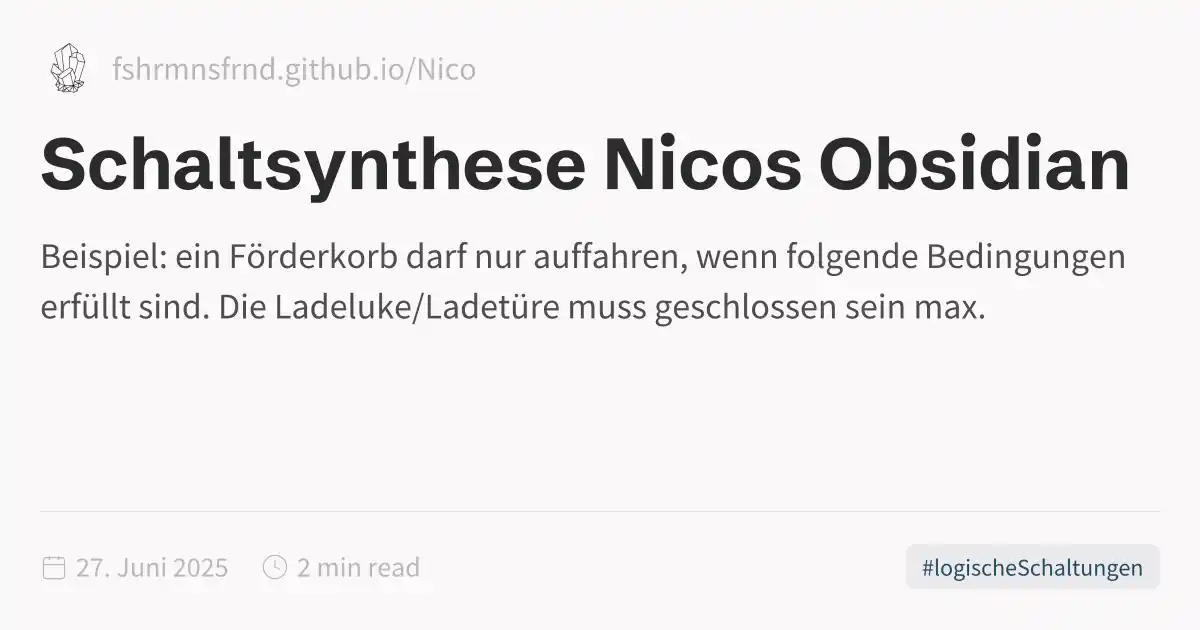 fshrmnsfrnd.github.io/Nico
Schaltsynthese Nicos Obsidian
Beispiel: ein Förderkorb darf nur auffahren, wenn folgende Bedingungen
erfüllt sind. Die Ladeluke/Ladetüre muss geschlossen sein max.
27. Juni 2025 2 min read #logischeSchaltungen